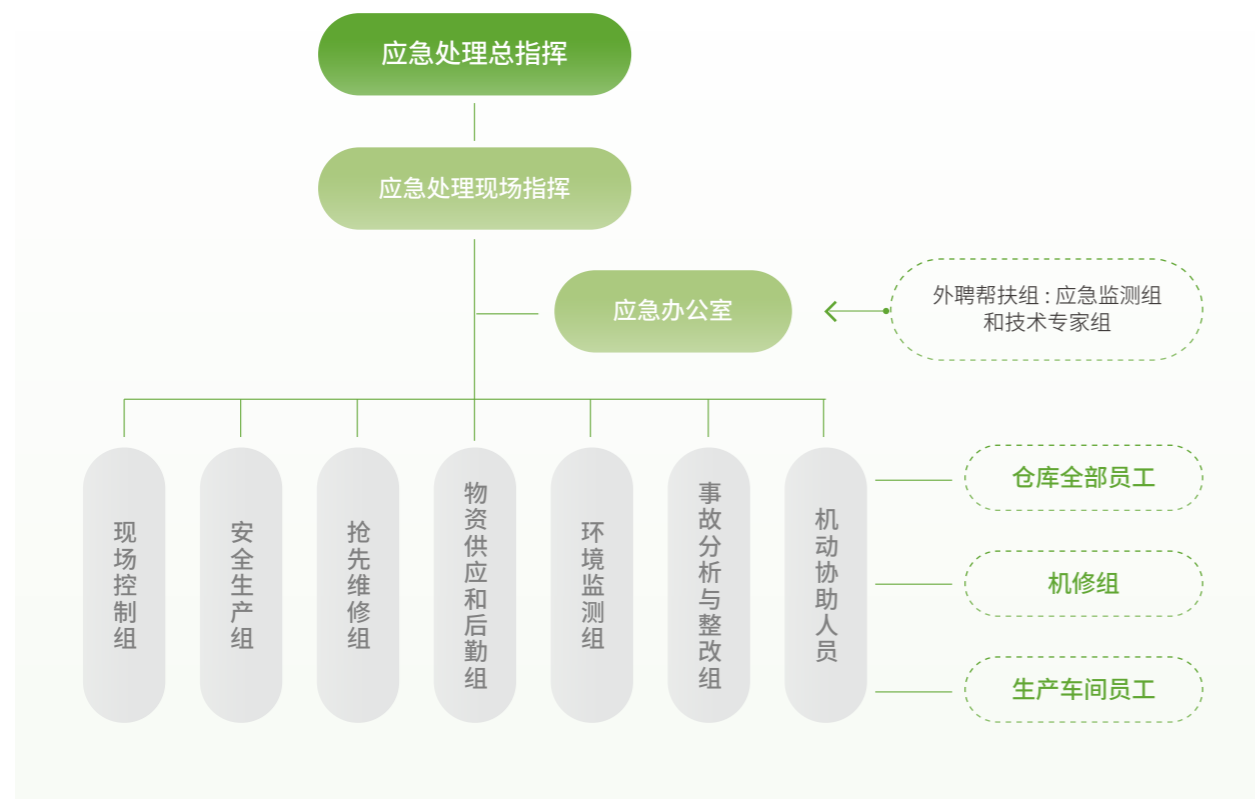 应急处理总指挥
应急处理现场指挥
应急办公室
外聘帮扶组 : 应急监测组
和技术专家组
现场控制组
安全生产组
抢先维修组
物资供应和后勤组
环境监测组
事故分析与整改组
机动协助人员
仓库全部员工
机修组
生产车间员工